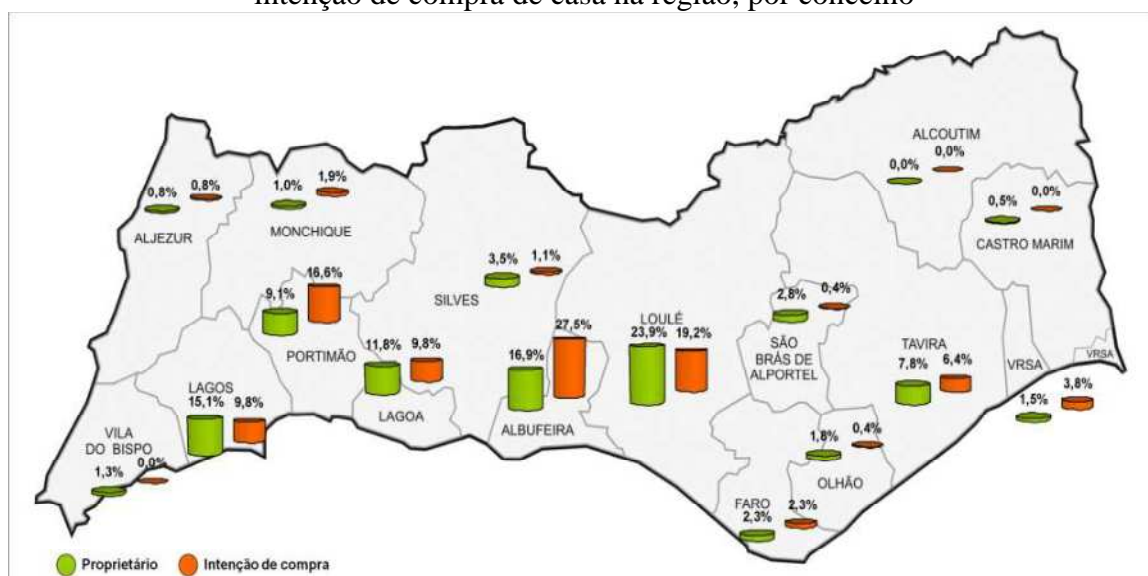 Intenção de compra de casa na região, por concelho
ALCOUTIM
0,0%
0,0%
0,5%
0,0%
CASTRO MARIM
0,8%
0,8%
ALJEZUR
1,0%
1,9%
MONCHIQUE
3,5%
1,1%
SILVES
9,1%
16,6%
PORTIMÃO
11,8%
9,8%
LAGOA
16,9%
27,5%
ALBUFEIRA
LOULÉ
23,9%
19,2%
2,8%
0,4%
SÃO
BRÁS DE
ALPORTEL
TAVIRA
7,8%
6,4%
VRSA
VRSA
1,5%
3,8%
LAGOS
15,1%
9,8%
VILA
DO BISPO
1,3%
0,0%
1,8%
0,4%
OLHÃO
FARO
2,3%
2,3%
Proprietário
Intenção de compra